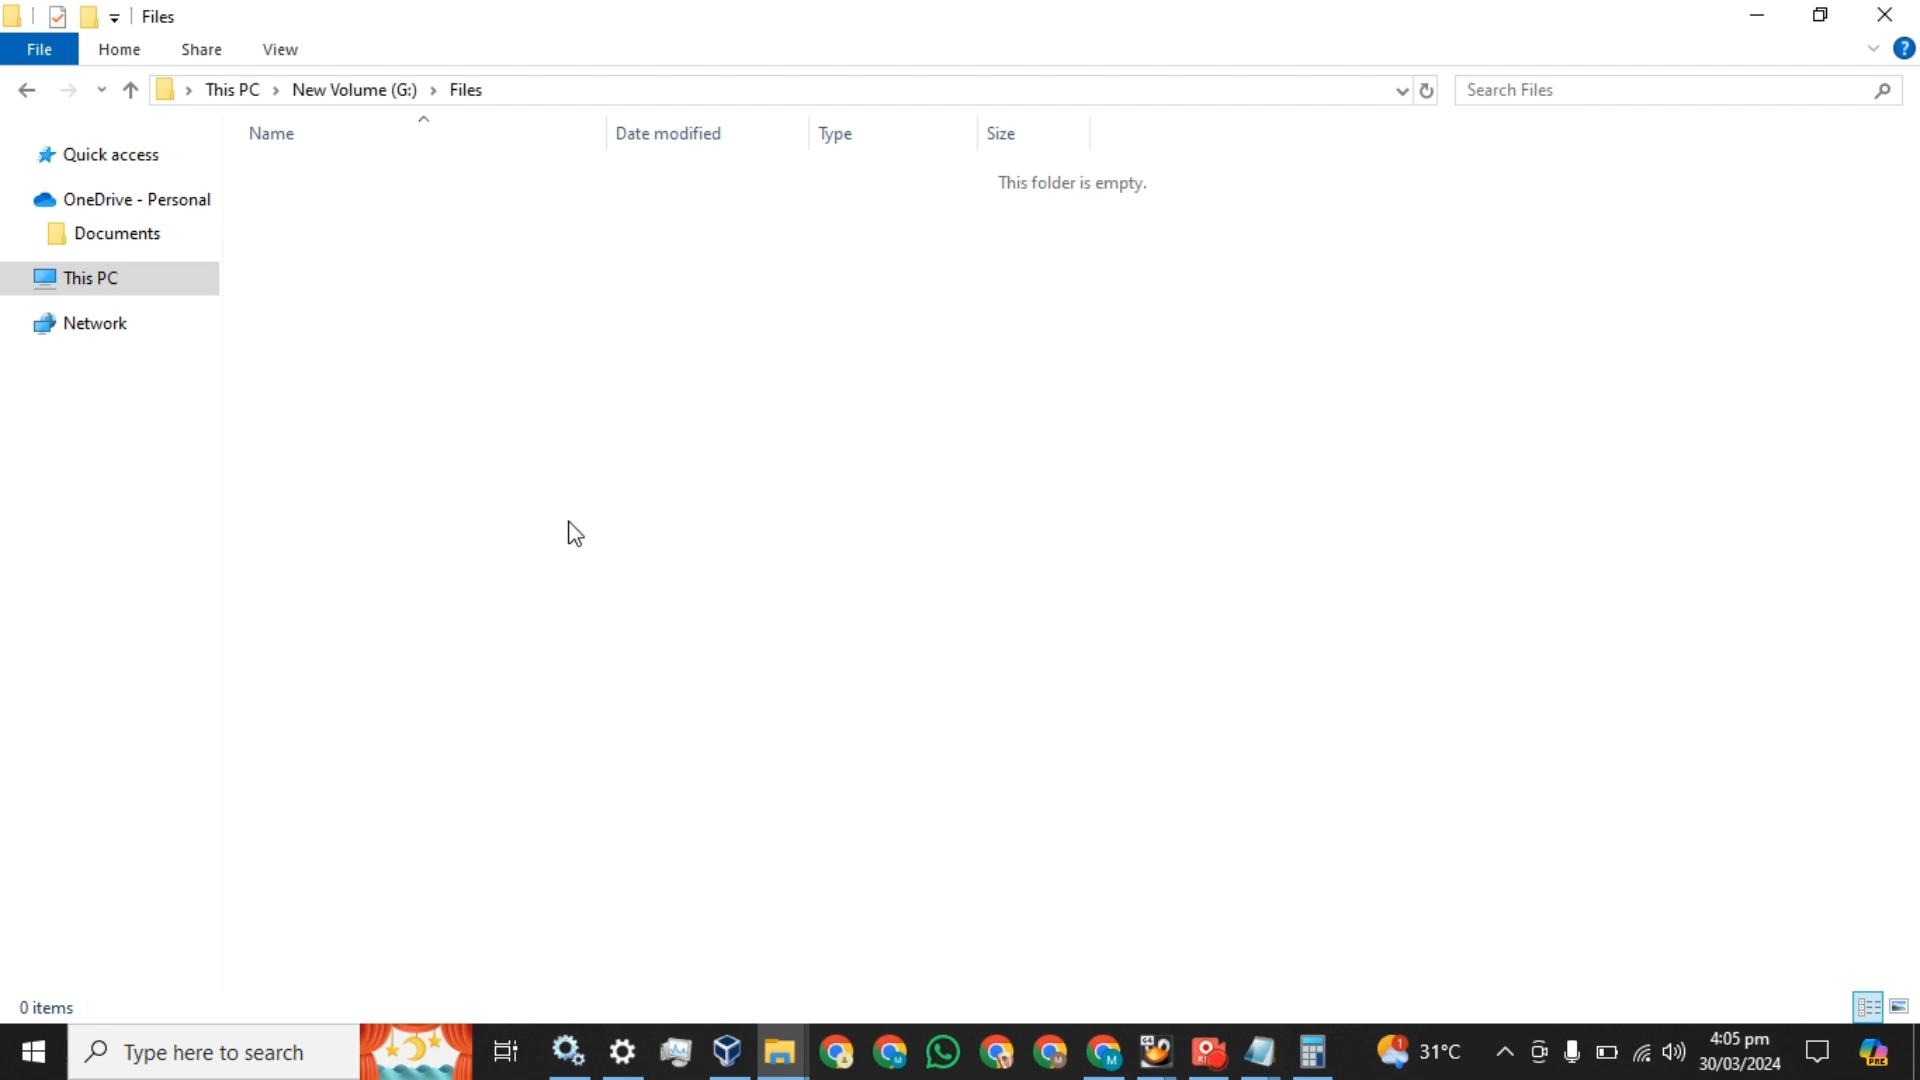 Files
File Home Share View
This PC New Volume (G:) Files Search Files
Name Date modified Type Size
This folder is empty.
Quick access
OneDrive - Personal
Documents
This PC
Network
0 items
Type here to search
31°C
4:05 pm
30/03/2024